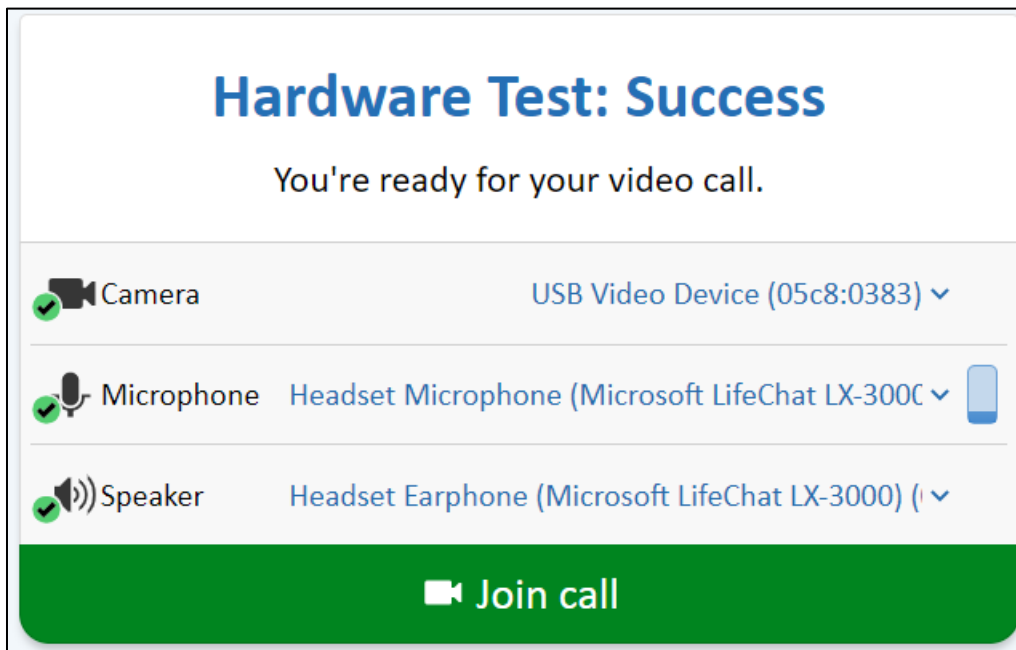 Hardware Test: Success
You're ready for your video call.
Camera USB Video Device (05c8:0383)
Microphone Headset Microphone (Microsoft LifeChat LX-3000
Speaker Headset Earphone (Microsoft LifeChat LX-3000) (
Join call